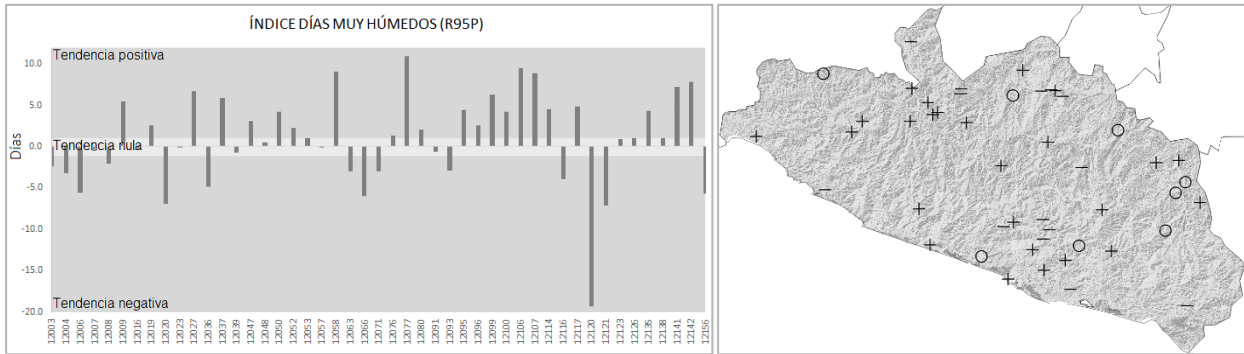 ÍNDICE DÍAS MUY HÚMEDOS (R95P)
Tendencia positiva
10.0
5.0
Tendencia nula
0.0
Días
-5.0
-10.0
-15.0
Tendencia negativa
-20.0
12003 12004 12006 12007 12008 12009 12016 12019 12020 12023 12027 12036 12037 12039 12047 12048 12050 12052 12053 12057 12058 12063 12066 12071 12076 12077 12080 12091 12093 12095 12096 12099 12100 12106 12107 12114 12116 12117 12120 12121 12123 12126 12135 12138 12141 12142 12156